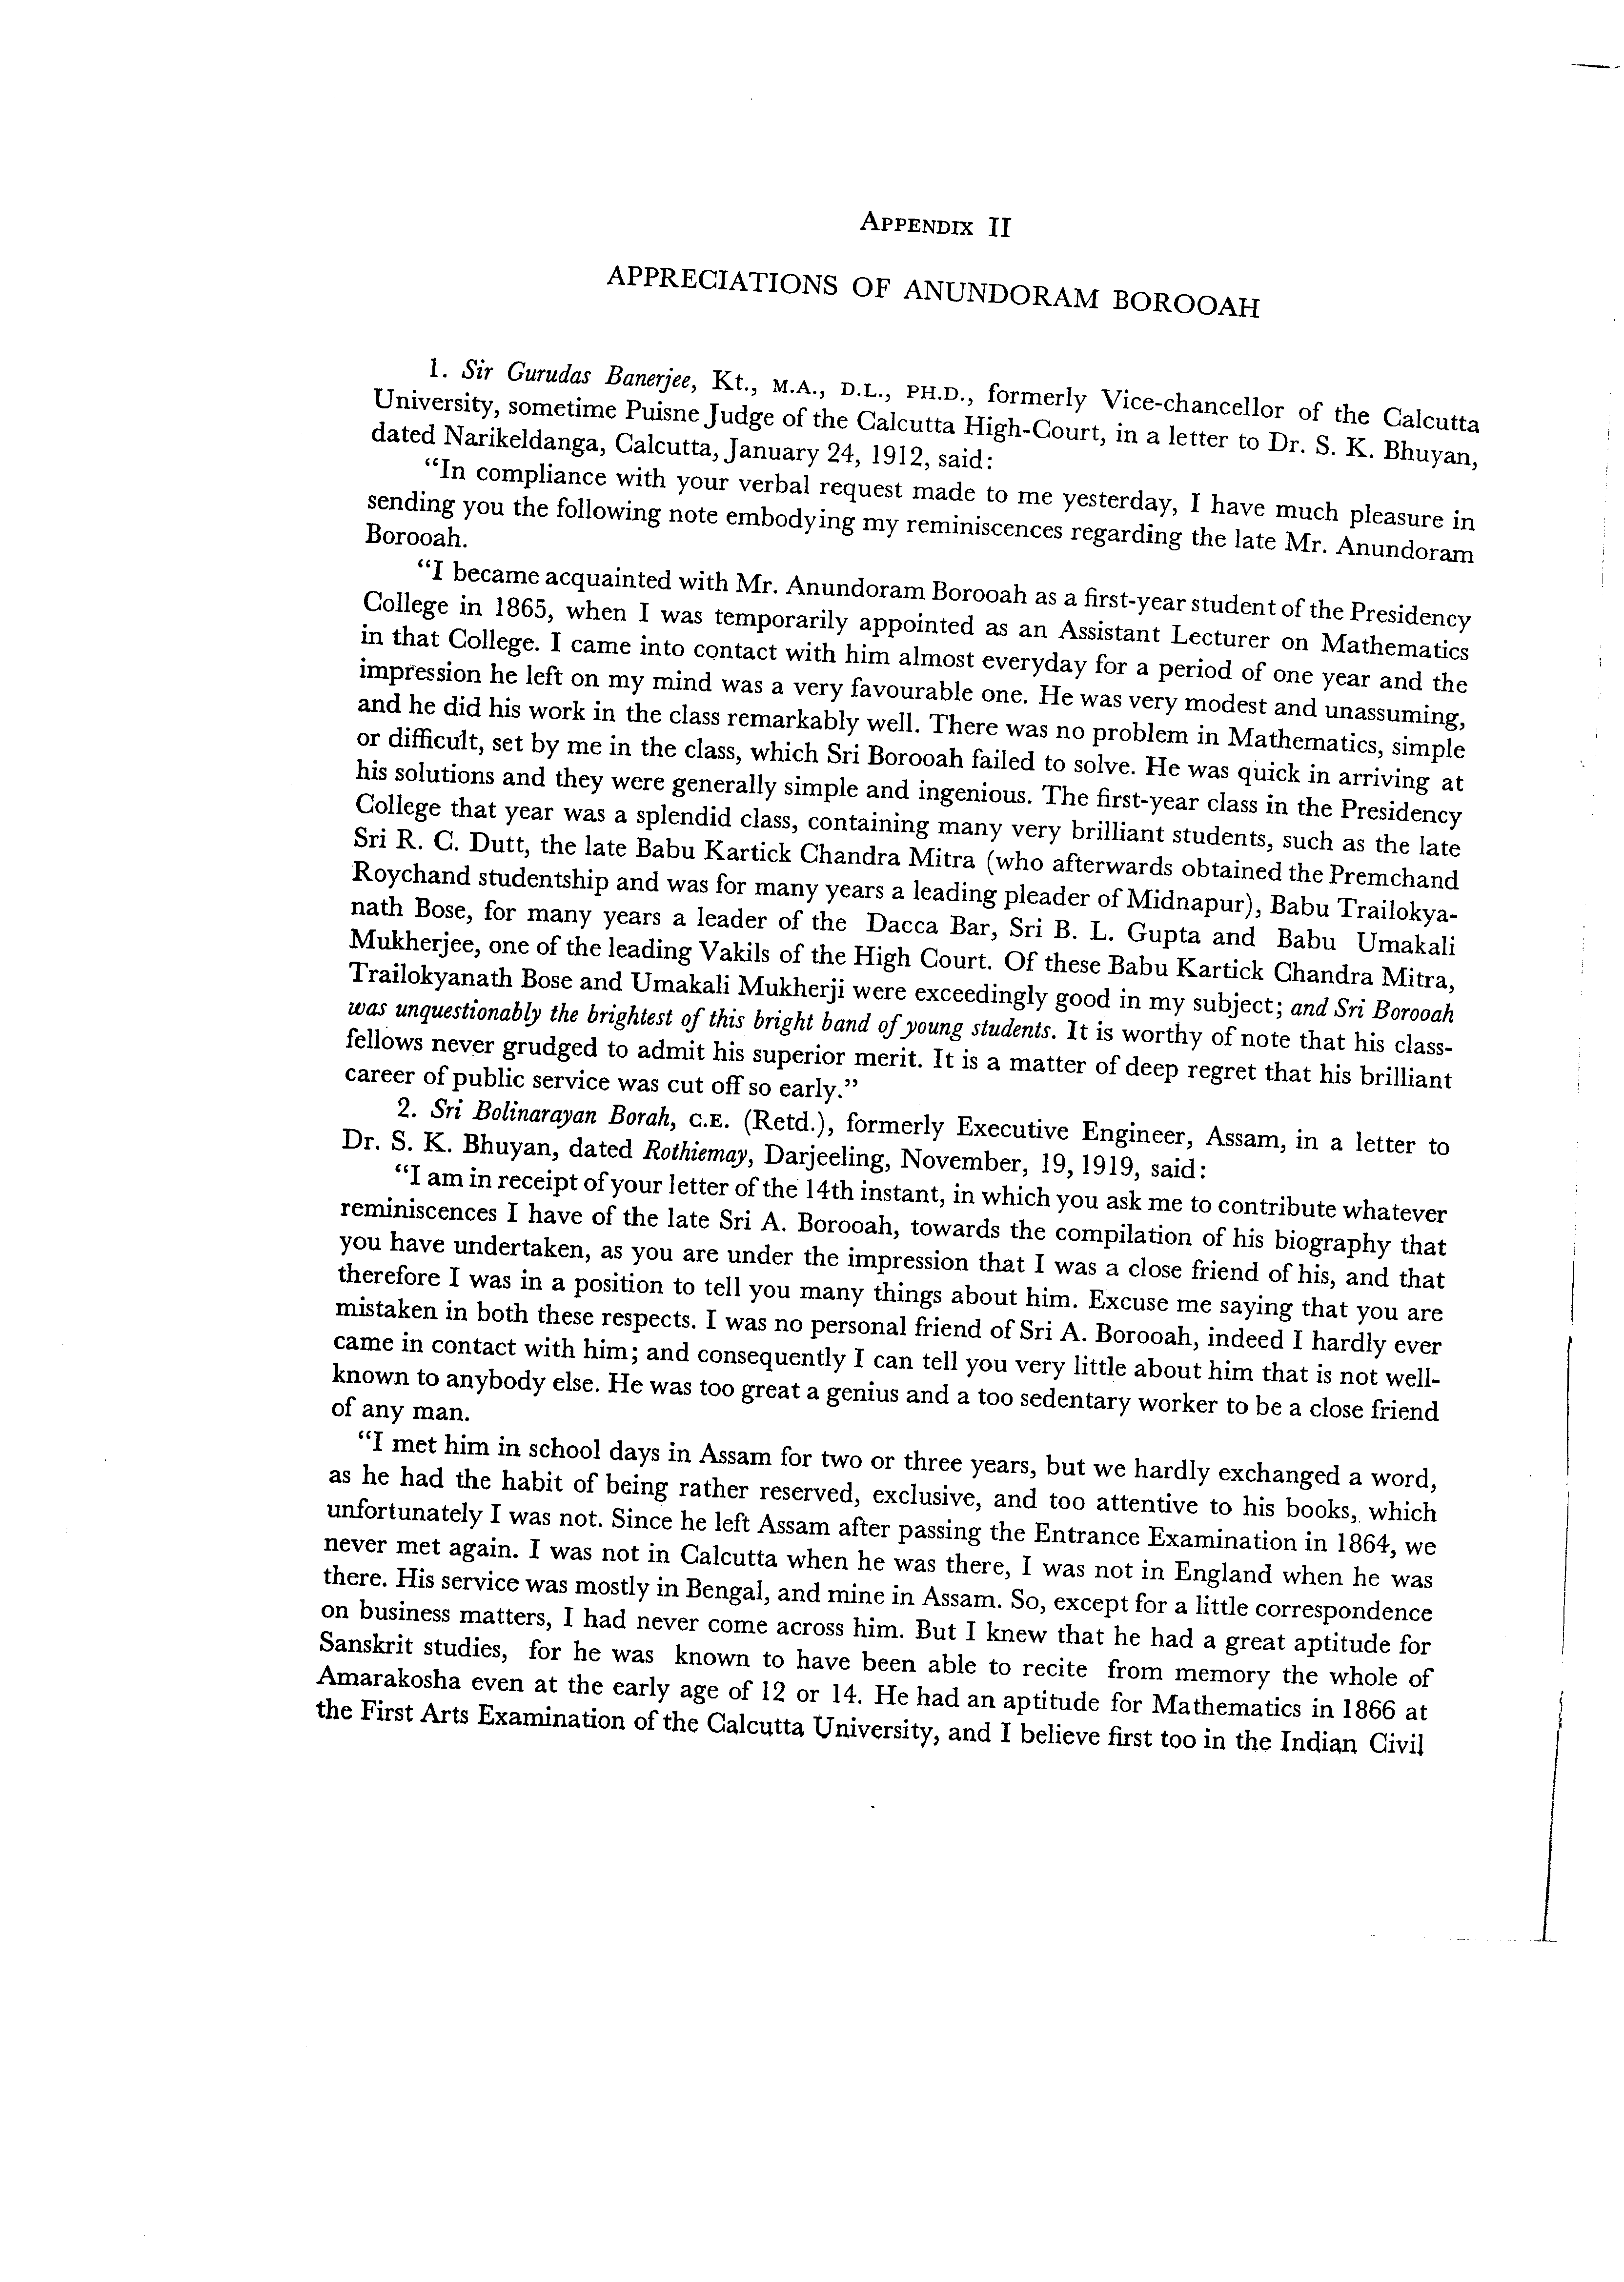 APPENDIX II
APPRECIATIONS OF ANUNDORAM BOROOAH
1. Sir Gurudas Banerjee, Kt., M.A., D.L., PH.D., formerly Vice-chancellor of the Calcutta
University, sometime Puisne Judge of the Calcutta High-Court, in a letter to Dr. S. K. Bhuyan,
dated Narikeldanga, Calcutta, January 24, 1912, said:
“In compliance with your verbal request made to me yesterday, I have much pleasure in
sending you the following note embodying my reminiscences regarding the late Mr. Anundoram
Borooah.
“I became acquainted with Mr. Anundoram Borooah as a first-year student of the Presidency
College in 1865, when I was temporarily appointed as an Assistant Lecturer on Mathematics
in that College. I came into contact with him almost everyday for a period of one year and the
impression he left on my mind was a very favourable one. He was very modest and unassuming,
and he did his work in the class remarkably well. There was no problem in Mathematics, simple
or difficult, set by me in the class, which Sri Borooah failed to solve. He was quick in arriving at
his solutions and they were generally simple and ingenious. The first-year class in the Presidency
College that year was a splendid class, containing many very brilliant students, such as the late
Sri R. C. Dutt, the late Babu Kartick Chandra Mitra (who afterwards obtained the Premchand
Roychand studentship and was for many years a leading pleader of Midnapur), Babu Trailokya-
nath Bose, for many years a leader of the Dacca Bar, Sri B. L. Gupta and Babu Umakali
Mukherjee, one of the leading Vakils of the High Court. Of these Babu Kartick Chandra Mitra,
Trailokyanath Bose and Umakali Mukherji were exceedingly good in my subject; and Sri Borooah
was unquestionably the brightest of this bright band of young students. It is worthy of note that his class-
fellows never grudged to admit his superior merit. It is a matter of deep regret that his brilliant
career of public service was cut off so early.”
2. Sri Bolinarayan Borah, C.E. (Retd.), formerly Executive Engineer, Assam, in a letter to
Dr. S. K. Bhuyan, dated Rothiemay, Darjeeling, November, 19, 1919, said:
“I am in receipt of your letter of the 14th instant, in which you ask me to contribute whatever
reminiscences I have of the late Sri A. Borooah, towards the compilation of his biography that
you have undertaken, as you are under the impression that I was a close friend of his, and that
therefore I was in a position to tell you many things about him. Excuse me saying that you are
mistaken in both these respects. I was no personal friend of Sri A. Borooah, indeed I hardly ever
came in contact with him; and consequently I can tell you very little about him that is not well-
known to anybody else. He was too great a genius and a too sedentary worker to be a close friend
of any man.
“I met him in school days in Assam for two or three years, but we hardly exchanged a word,
as he had the habit of being rather reserved, exclusive, and too attentive to his books, which
unfortunately I was not. Since he left Assam after passing the Entrance Examination in 1864, we
never met again. I was not in Calcutta when he was there, I was not in England when he was
there. His service was mostly in Bengal, and mine in Assam. So, except for a little correspondence
on business matters, I had never come across him. But I knew that he had a great aptitude for
Sanskrit studies, for he was known to have been able to recite from memory the whole of
Amarakosha even at the early age of 12 or 14. He had an aptitude for Mathematics in 1866 at
the First Arts Examination of the Calcutta University, and I believe first too in the Indian Civil